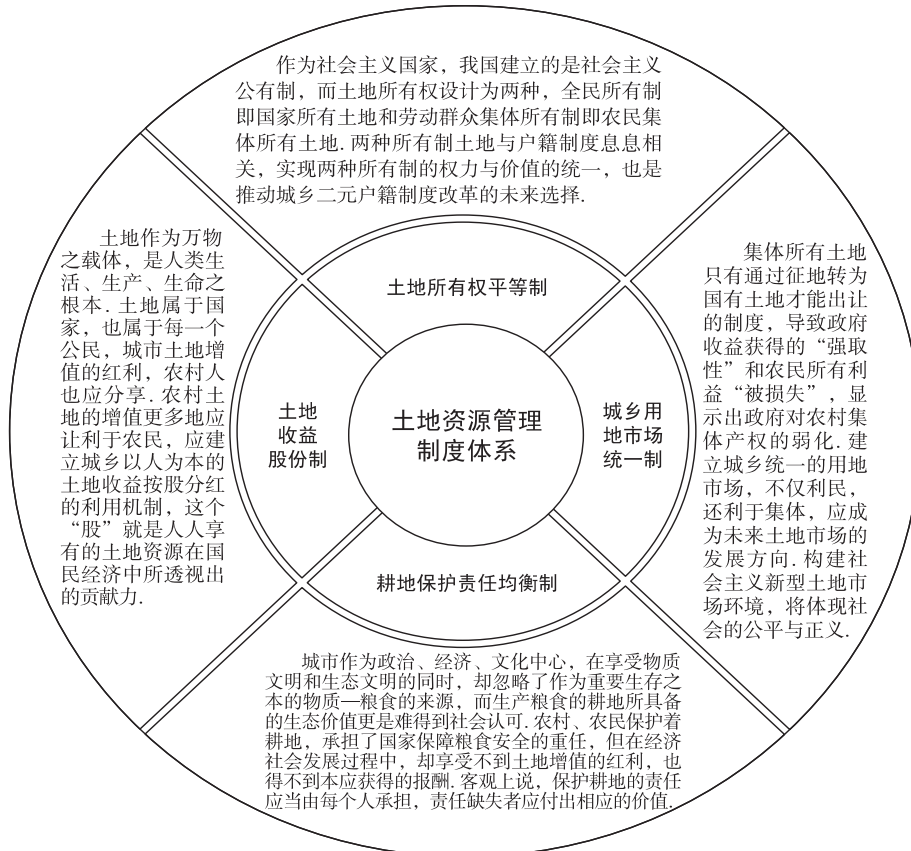 作为社会主义国家，我国建立的是社会主义
公有制，而土地所有权设计为两种，全民所有制
即国家所有土地和劳动群众集体所有制即农民集
体所有土地.两种所有制土地与户籍制度息息相
关，实现两种所有制的权力与价值的统一，也是
推动城乡二元户籍制度改革的未来选择.
土地所有权平等制
土地作为万物
之载体，是人类生
活、生产、生命之
根本.土地属于国
家，也属于每一个
公民，城市土地增
值的红利，农村人
也应分享.农村土
地的增值更多地应
让利于农民，应建
立城乡以人为本的
土地收益按股分红
的利用机制，这个
“股”就是人人享
有的土地资源在国
民经济中所透视出
的贡献力.
土地
收益
股份制
土地资源管理
制度体系
城乡用
地市场
统一制
集体所有土地
只有通过征地转为
国有土地才能出让
的制度，导致政府
收益获得的“强取
性”和农民所有利
益“被损失”，显
示出政府对农村集
体产权的弱化.建
立城乡统一的用地
市场，不仅利民，
还利于集体，应成
为未来土地市场的
发展方向.构建社
会主义新型土地市
场环境，将体现社
会的公平与正义.
耕地保护责任均衡制
城市作为政治、经济、文化中心，在享受物质
文明和生态文明的同时，却忽略了作为重要生存之
本的物质—粮食的来源，而生产粮食的耕地所具备
的生态价值更是难得到社会认可.农村、农民保护着
耕地，承担了国家保障粮食安全的重任，但在经济
社会发展过程中，却享受不到土地增值的红利，也
得不到本应获得的报酬.客观上说，保护耕地的责任
应当由每个人承担，责任缺失者应付出相应的价值.